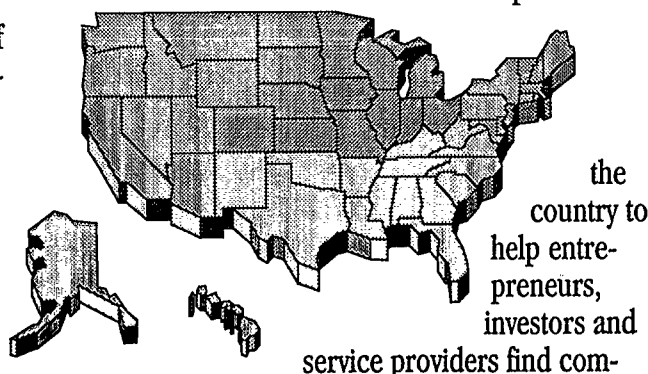 the
country to
help entre-
preneurs,
investors and
service providers find com-